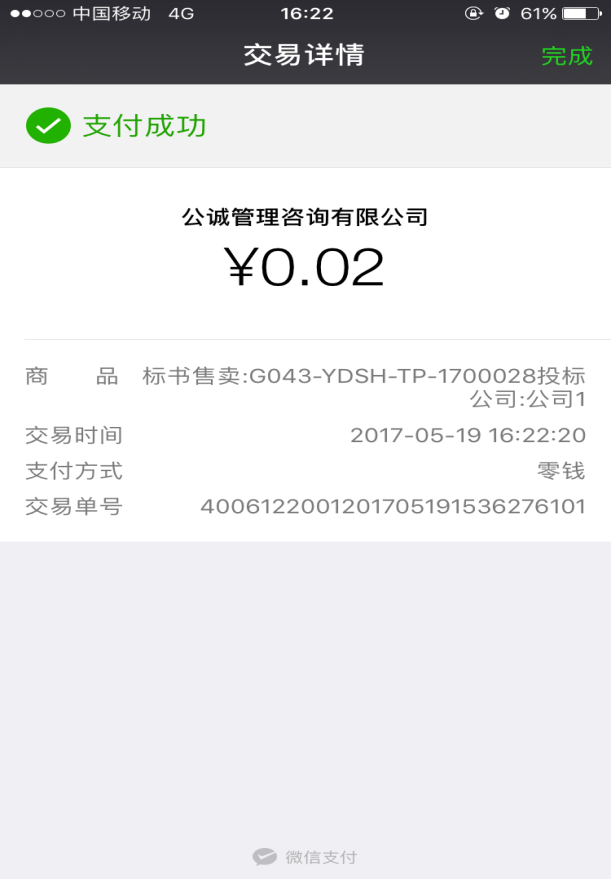 中国移动 4G 16:22 61%
交易详情 完成
支付成功
公诚管理咨询有限公司
¥0.02
商 品 标书售卖:G043-YDSH-TP-1700028投标
公司:公司1
交易时间 2017-05-19 16:22:20
支付方式 零钱
交易单号 4006122001201705191536276101
微信支付